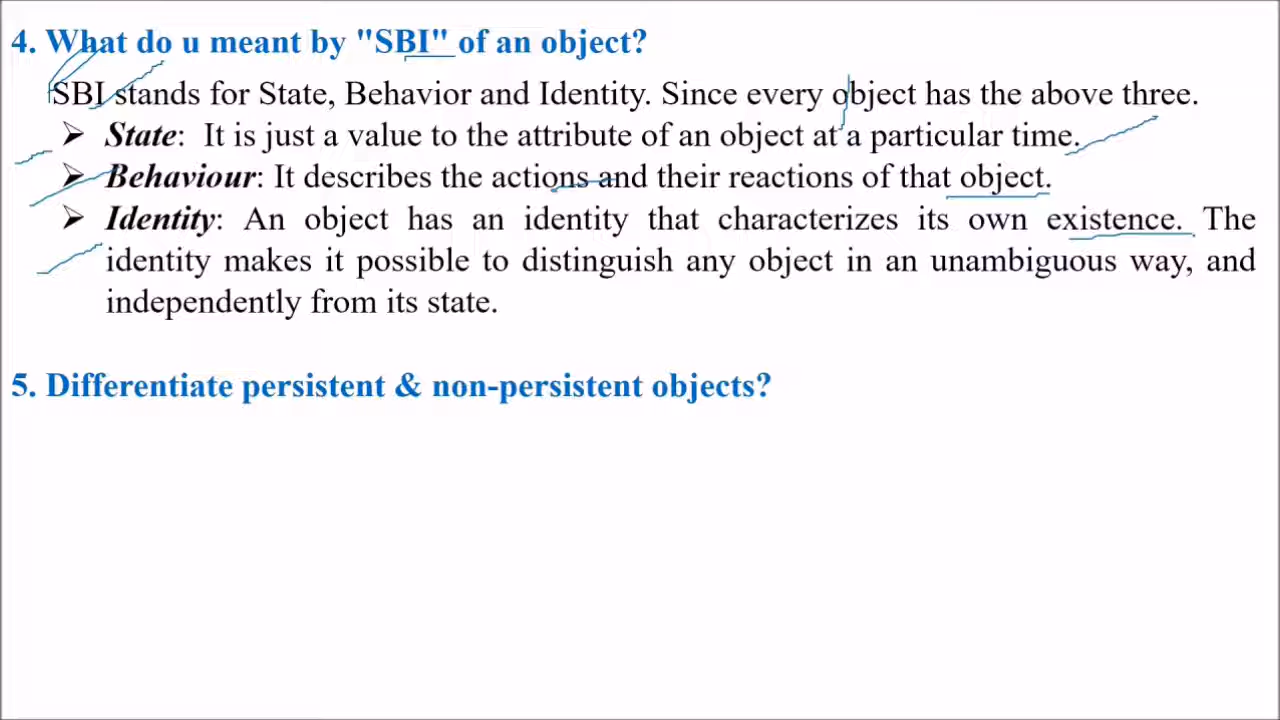 4. What do u meant by "SBI" of an object?
SBI stands for State, Behavior and Identity. Since every object has the above three.
➢ State: It is just a value to the attribute of an object at a particular time.
➢ Behaviour: It describes the actions and their reactions of that object.
➢ Identity: An object has an identity that characterizes its own existence. The
identity makes it possible to distinguish any object in an unambiguous way, and
independently from its state.
5. Differentiate persistent & non-persistent objects?